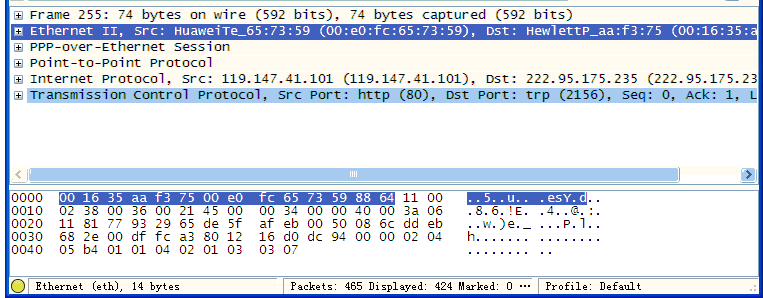 Frame 255: 74 bytes on wire (592 bits), 74 bytes captured (592 bits)
Ethernet II, Src: HuaweiTe_65:73:59 (00:e0:fc:65:73:59), Dst: HewlettP_aa:f3:75 (00:16:35:a
PPP-over-Ethernet Session
Point-to-Point Protocol
Internet Protocol, Src: 119.147.41.101 (119.147.41.101), Dst: 222.95.175.235 (222.95.175.23
Transmission Control Protocol, Src Port: http (80), Dst Port: trp (2156), Seq: 0, Ack: 1, L
0000 00 16 35 aa f3 75 00 e0 fc 65 73 59 88 64 11 00 ..5..u.. .esY.d..
0010 02 38 00 36 00 21 45 00 00 34 00 00 40 00 3a 06 .8.6.!E. .4..@.:.
0020 11 81 77 93 29 65 de 5f af eb 00 50 08 6c dd eb ..w.)e._ ...P.l..
0030 68 2e 00 df fc a3 80 12 16 d0 dc 94 00 00 02 04 h....... ........
0040 05 b4 01 01 04 02 01 03 03 07 ........ ..
Ethernet (eth), 14 bytes Packets: 465 Displayed: 424 Marked: 0 ··· Profile: Default